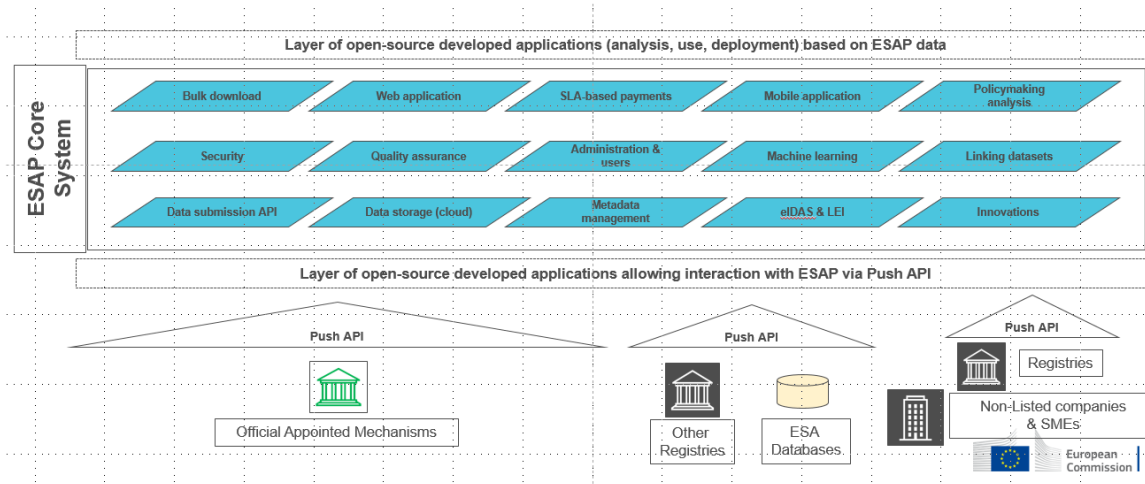 Layer of open-source developed applications (analysis, use, deployment) based on ESAP data
ESAP Core
System
Bulk download
Web application
SLA-based payments
Mobile application
Policymaking
analysis
Security
Quality assurance
Administration &
users
Machine learning
Linking datasets
Data submission API
Data storage (cloud)
Metadata
management
eIDAS & LEI
Innovations
Layer of open-source developed applications allowing interaction with ESAP via Push API
Push API
Push API
Push API
Official Appointed Mechanisms
Other
Registries
ESA
Databases
Registries
Non-Listed companies
& SMEs
European
Commission